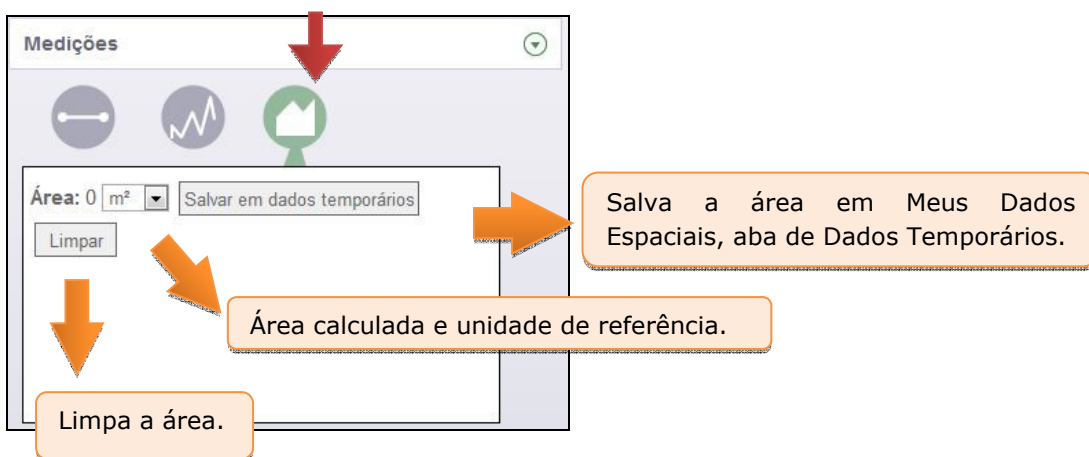 Medições
Área: 0 m² Salvar em dados temporários
Limpar
Salva a área em Meus Dados
Espaciais, aba de Dados Temporários.
Área calculada e unidade de referência.
Limpa a área.